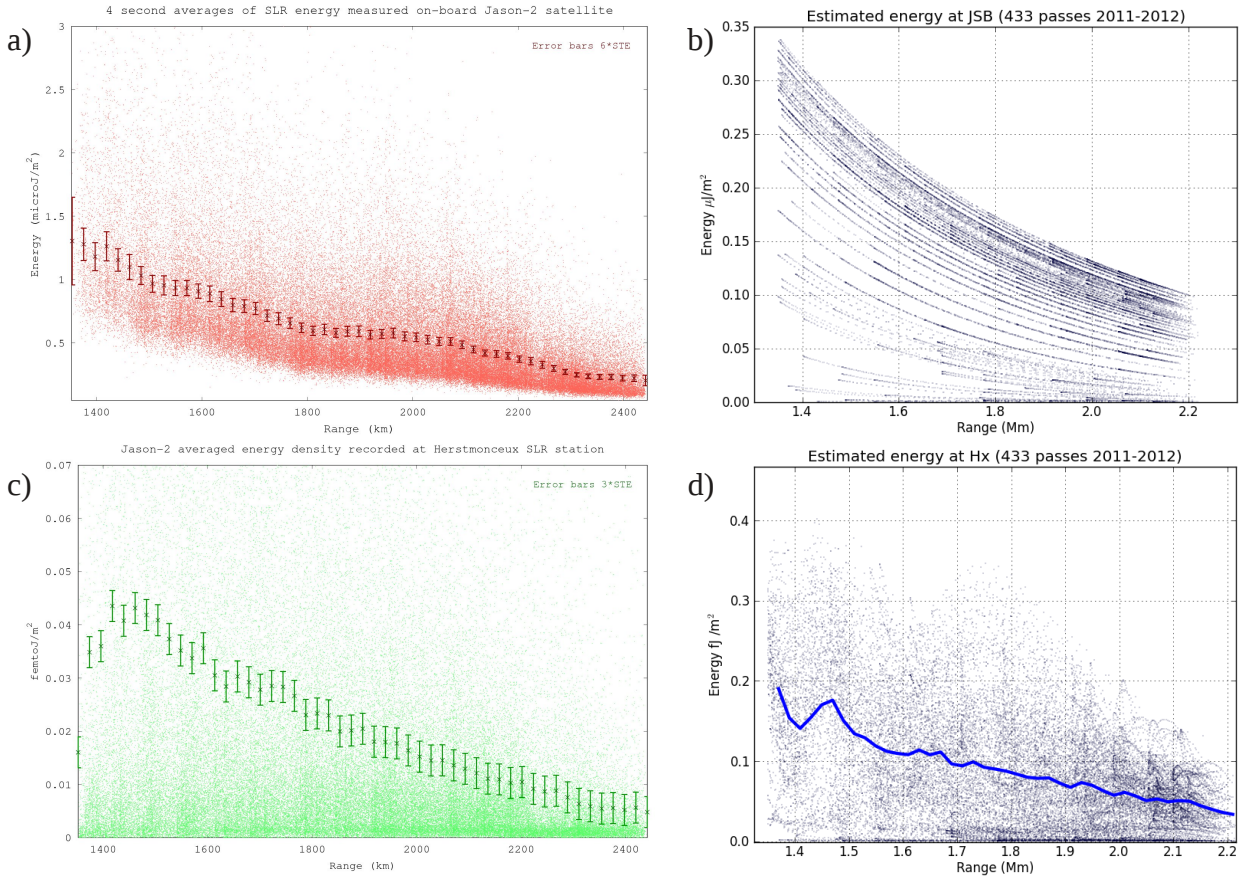 a)
4 second averages of SLR energy measured on-board Jason-2 satellite
Error bars 6*STE
3
2.5
2
1.5
1
0.5
Energy (microJ/m²)
1400 1600 1800 2000 2200 2400
Range (km)
b)
Estimated energy at JSB (433 passes 2011-2012)
0.35
0.30
0.25
0.20
0.15
0.10
0.05
0.00
Energy μJ/m²
1.4 1.6 1.8 2.0 2.2
Range (Mm)
c)
Jason-2 averaged energy density recorded at Herstmonceux SLR station
Error bars 3*STE
0.07
0.06
0.05
0.04
0.03
0.02
0.01
0
femtoJ/m²
1400 1600 1800 2000 2200 2400
Range (km)
d)
Estimated energy at Hx (433 passes 2011-2012)
0.4
0.3
0.2
0.1
0.0
Energy fJ /m²
1.4 1.5 1.6 1.7 1.8 1.9 2.0 2.1 2.2
Range (Mm)